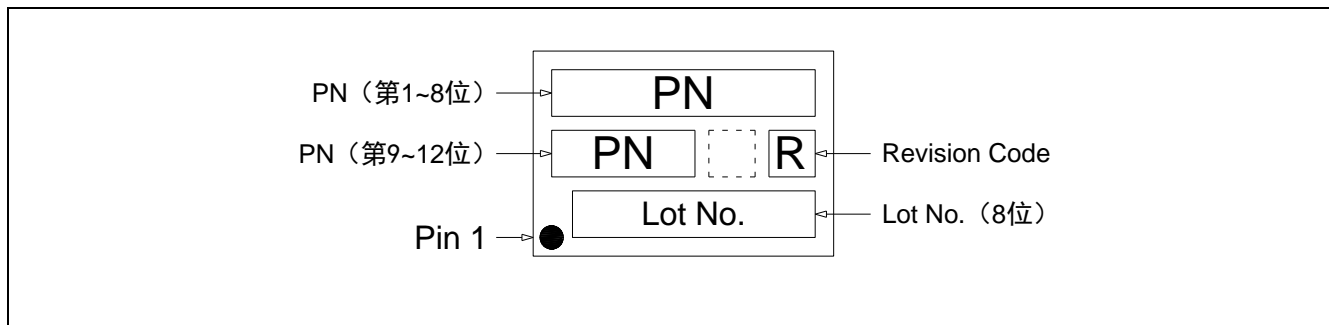 PN（第1~8位） PN
PN（第9~12位） PN R Revision Code
Lot No. Lot No.（8位）
Pin 1